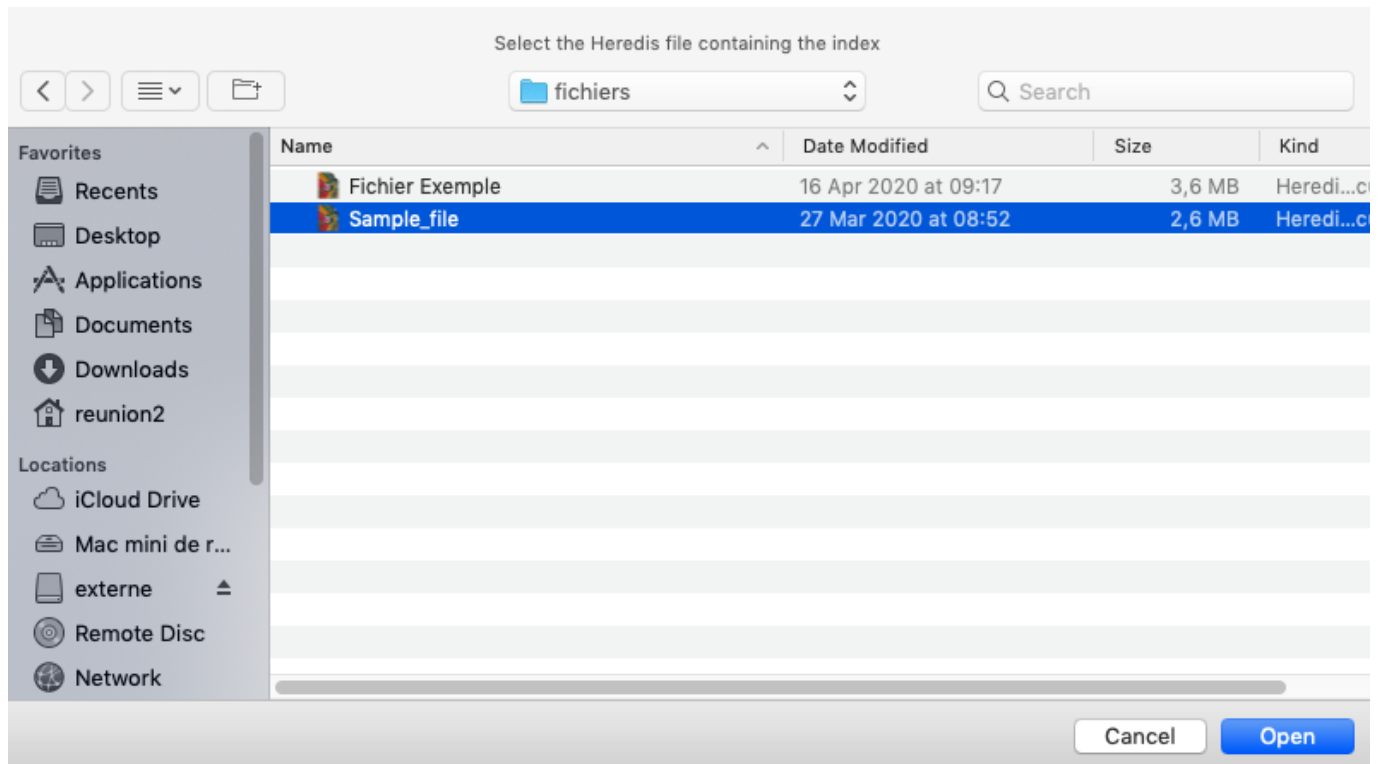 Select the Heredis file containing the index
fichiers
Search
Favorites
Recents
Desktop
Applications
Documents
Downloads
reunion2
Locations
iCloud Drive
Mac mini de r...
externe
Remote Disc
Network
Name Date Modified Size Kind
Fichier Exemple 16 Apr 2020 at 09:17 3,6 MB Heredi...c
Sample_file 27 Mar 2020 at 08:52 2,6 MB Heredi...c
Cancel Open